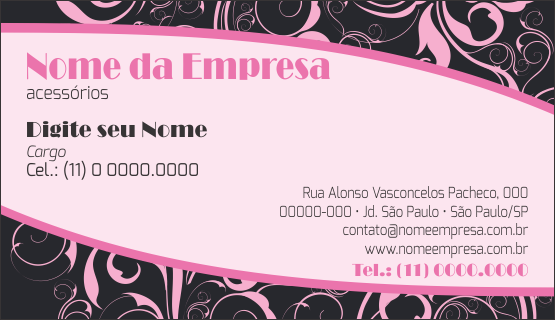 Nome da Empresa
acessórios
Digite seu Nome
Cargo
Cel.: (11) 0 0000.0000
Rua Alonso Vasconcelos Pacheco, 000
00000-000 • Jd. São Paulo • São Paulo/SP
contato@nomeempresa.com.br
www.nomeempresa.com.br
Tel.: (11) 0000.0000